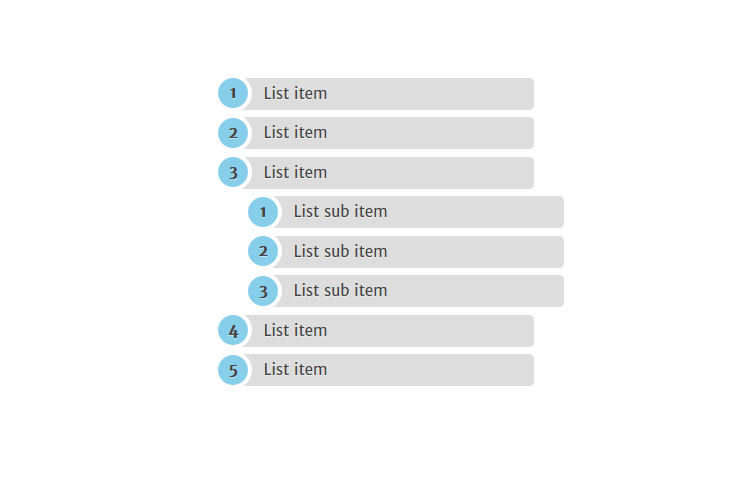 1 List item
2 List item
3 List item
1 List sub item
2 List sub item
3 List sub item
4 List item
5 List item